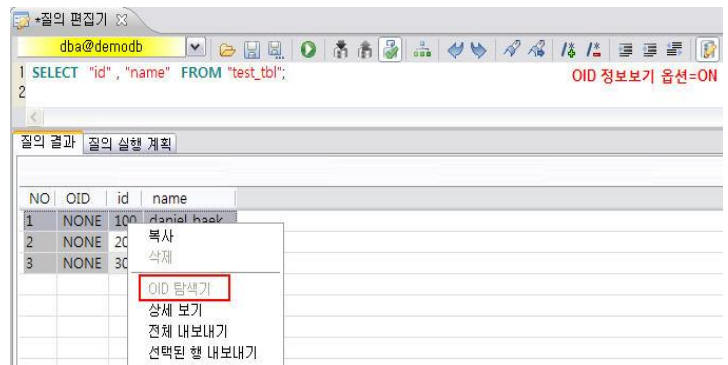 *질의 편집기
dba@demodb
1 SELECT "id" , "name" FROM "test_tbl";
OID 정보보기 옵션=ON
2
질의 결과 질의 실행 계획
NO OID id name
1 NONE 100 daniel baek
2 NONE 20
3 NONE 30
복사
삭제
OID 탐색기
상세 보기
전체 내보내기
선택된 행 내보내기